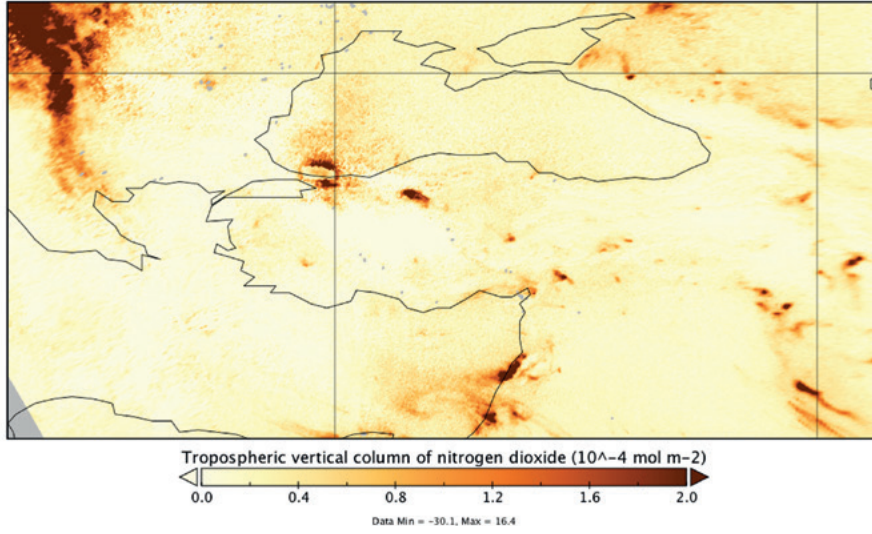 Tropospheric vertical column of nitrogen dioxide (10^-4 mol m-2)
0.0 0.4 0.8 1.2 1.6 2.0
Data Min = -30.1, Max = 16.4